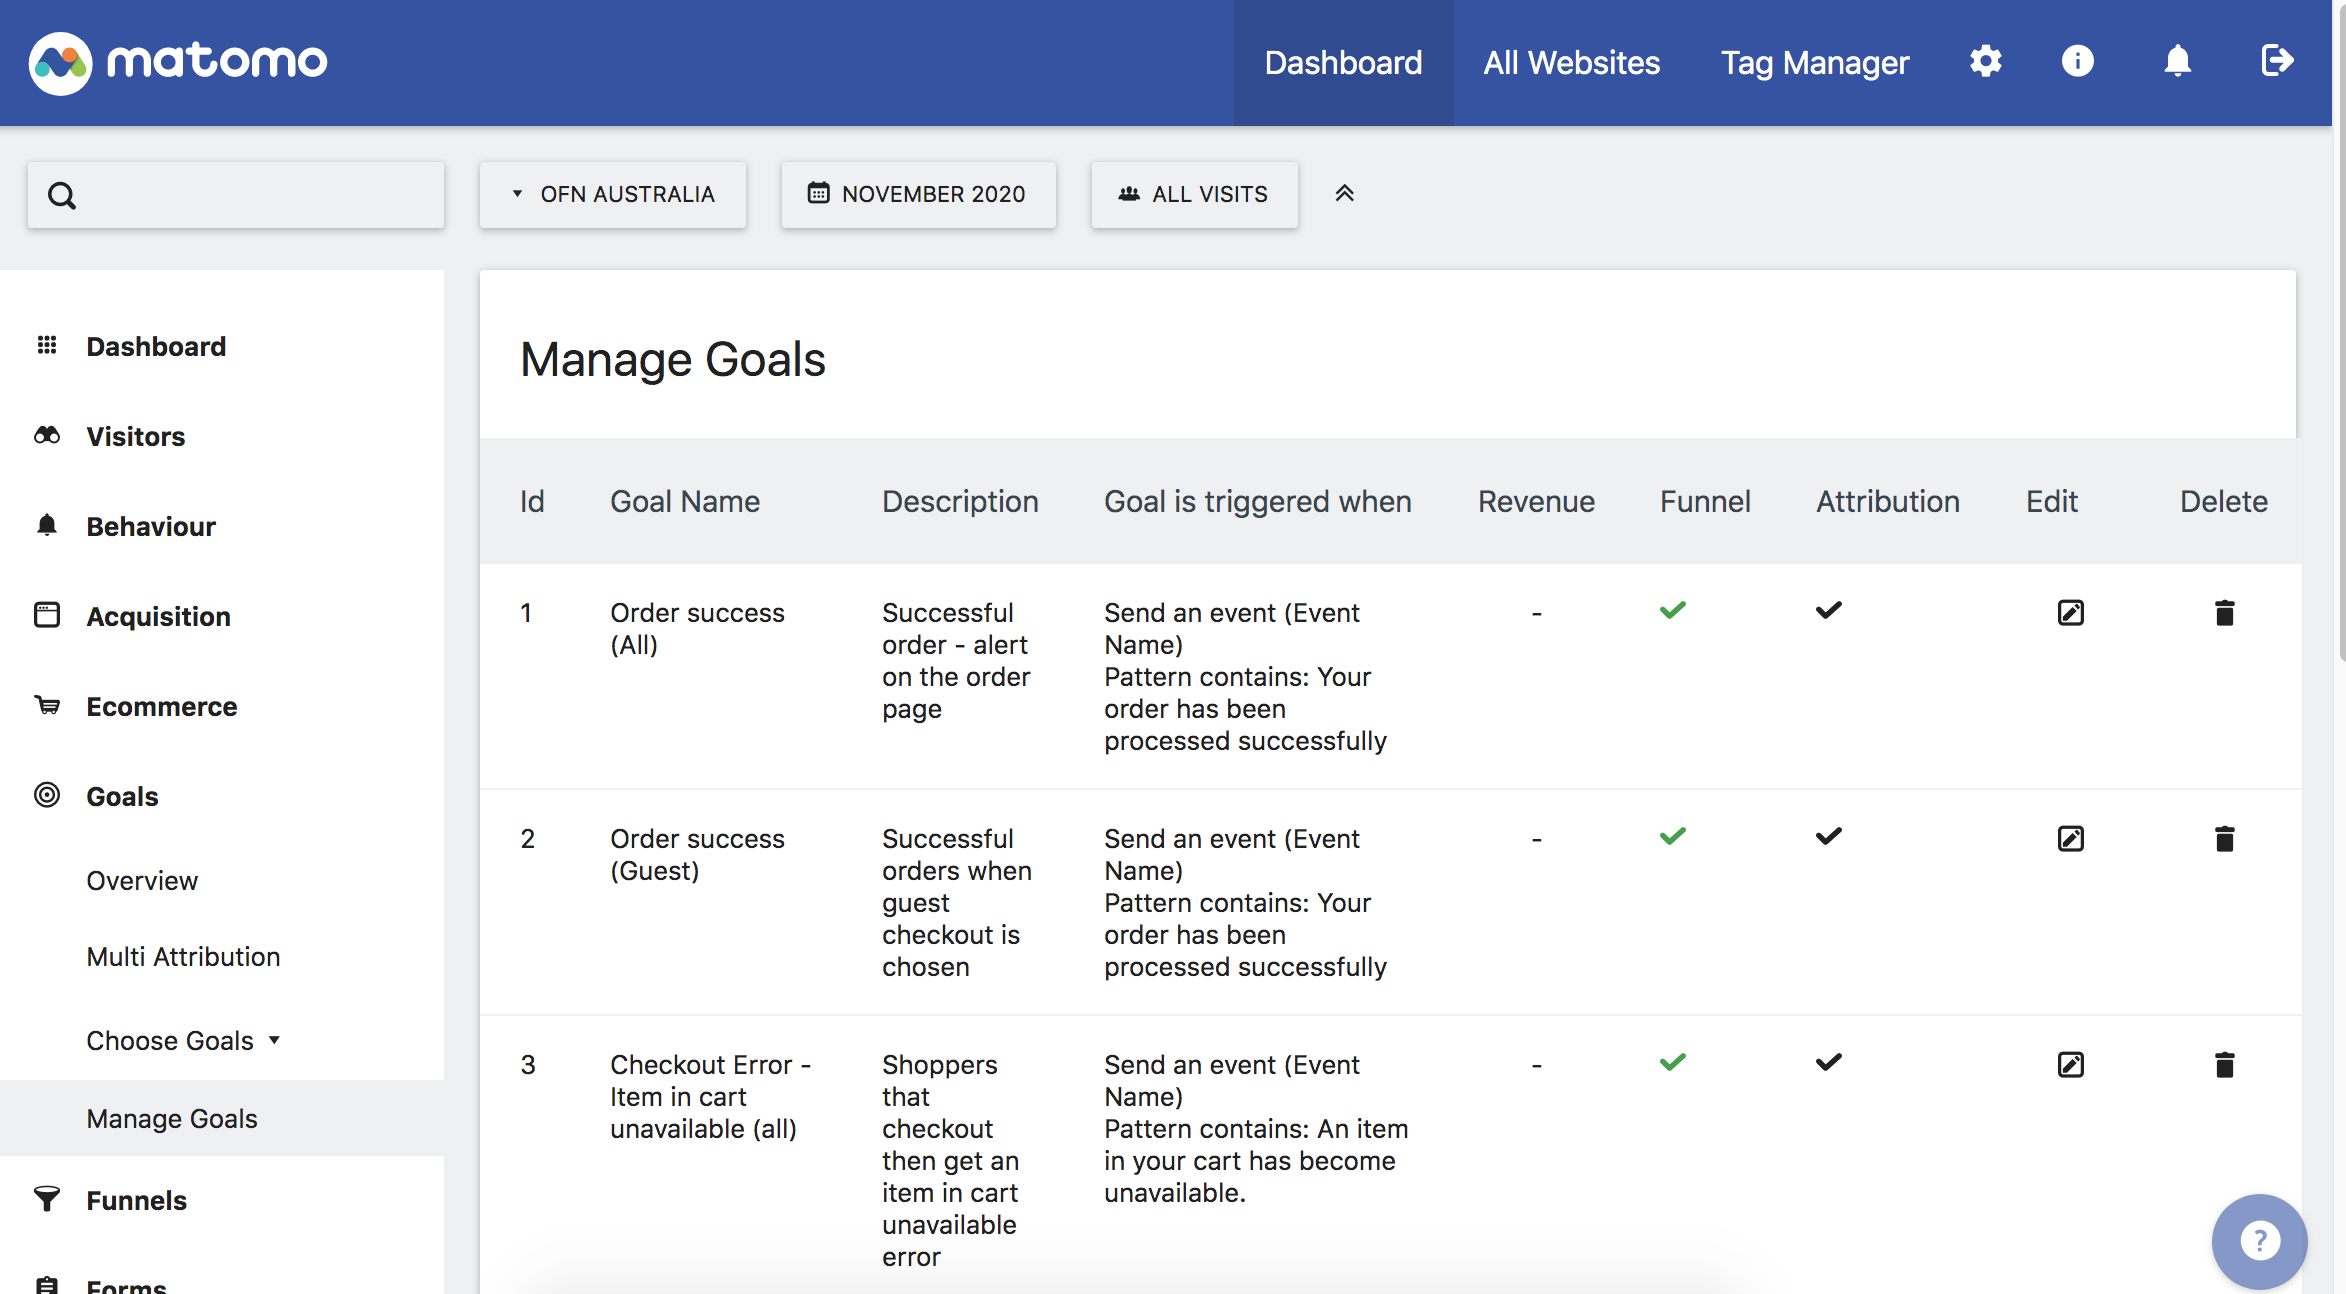 matomo
Dashboard
All Websites
Tag Manager
OFN AUSTRALIA
NOVEMBER 2020
ALL VISITS
Dashboard
Visitors
Behaviour
Acquisition
Ecommerce
Goals
Overview
Multi Attribution
Choose Goals
Manage Goals
Funnels
Forms
Manage Goals
Id Goal Name Description Goal is triggered when Revenue Funnel Attribution Edit Delete
1
Order success
(All)
Successful
order - alert
on the order
page
Send an event (Event
Name)
Pattern contains: Your
order has been
processed successfully
-
2
Order success
(Guest)
Successful
orders when
guest
checkout is
chosen
Send an event (Event
Name)
Pattern contains: Your
order has been
processed successfully
-
3
Checkout Error -
Item in cart
unavailable (all)
Shoppers
that
checkout
then get an
item in cart
unavailable
error
Send an event (Event
Name)
Pattern contains: An item
in your cart has become
unavailable.
-
?